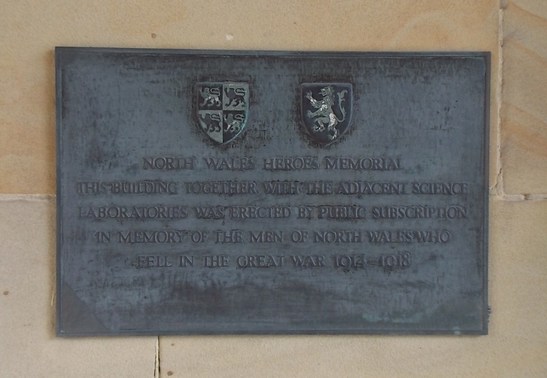 NORTH WALES HEROES MEMORIAL
THIS BUILDING TOGETHER WITH THE ADJACENT SCIENCE
LABORATORIES WAS ERECTED BY PUBLIC SUBSCRIPTION
IN MEMORY OF THE MEN OF NORTH WALES WHO
FELL IN THE GREAT WAR 1914–1918